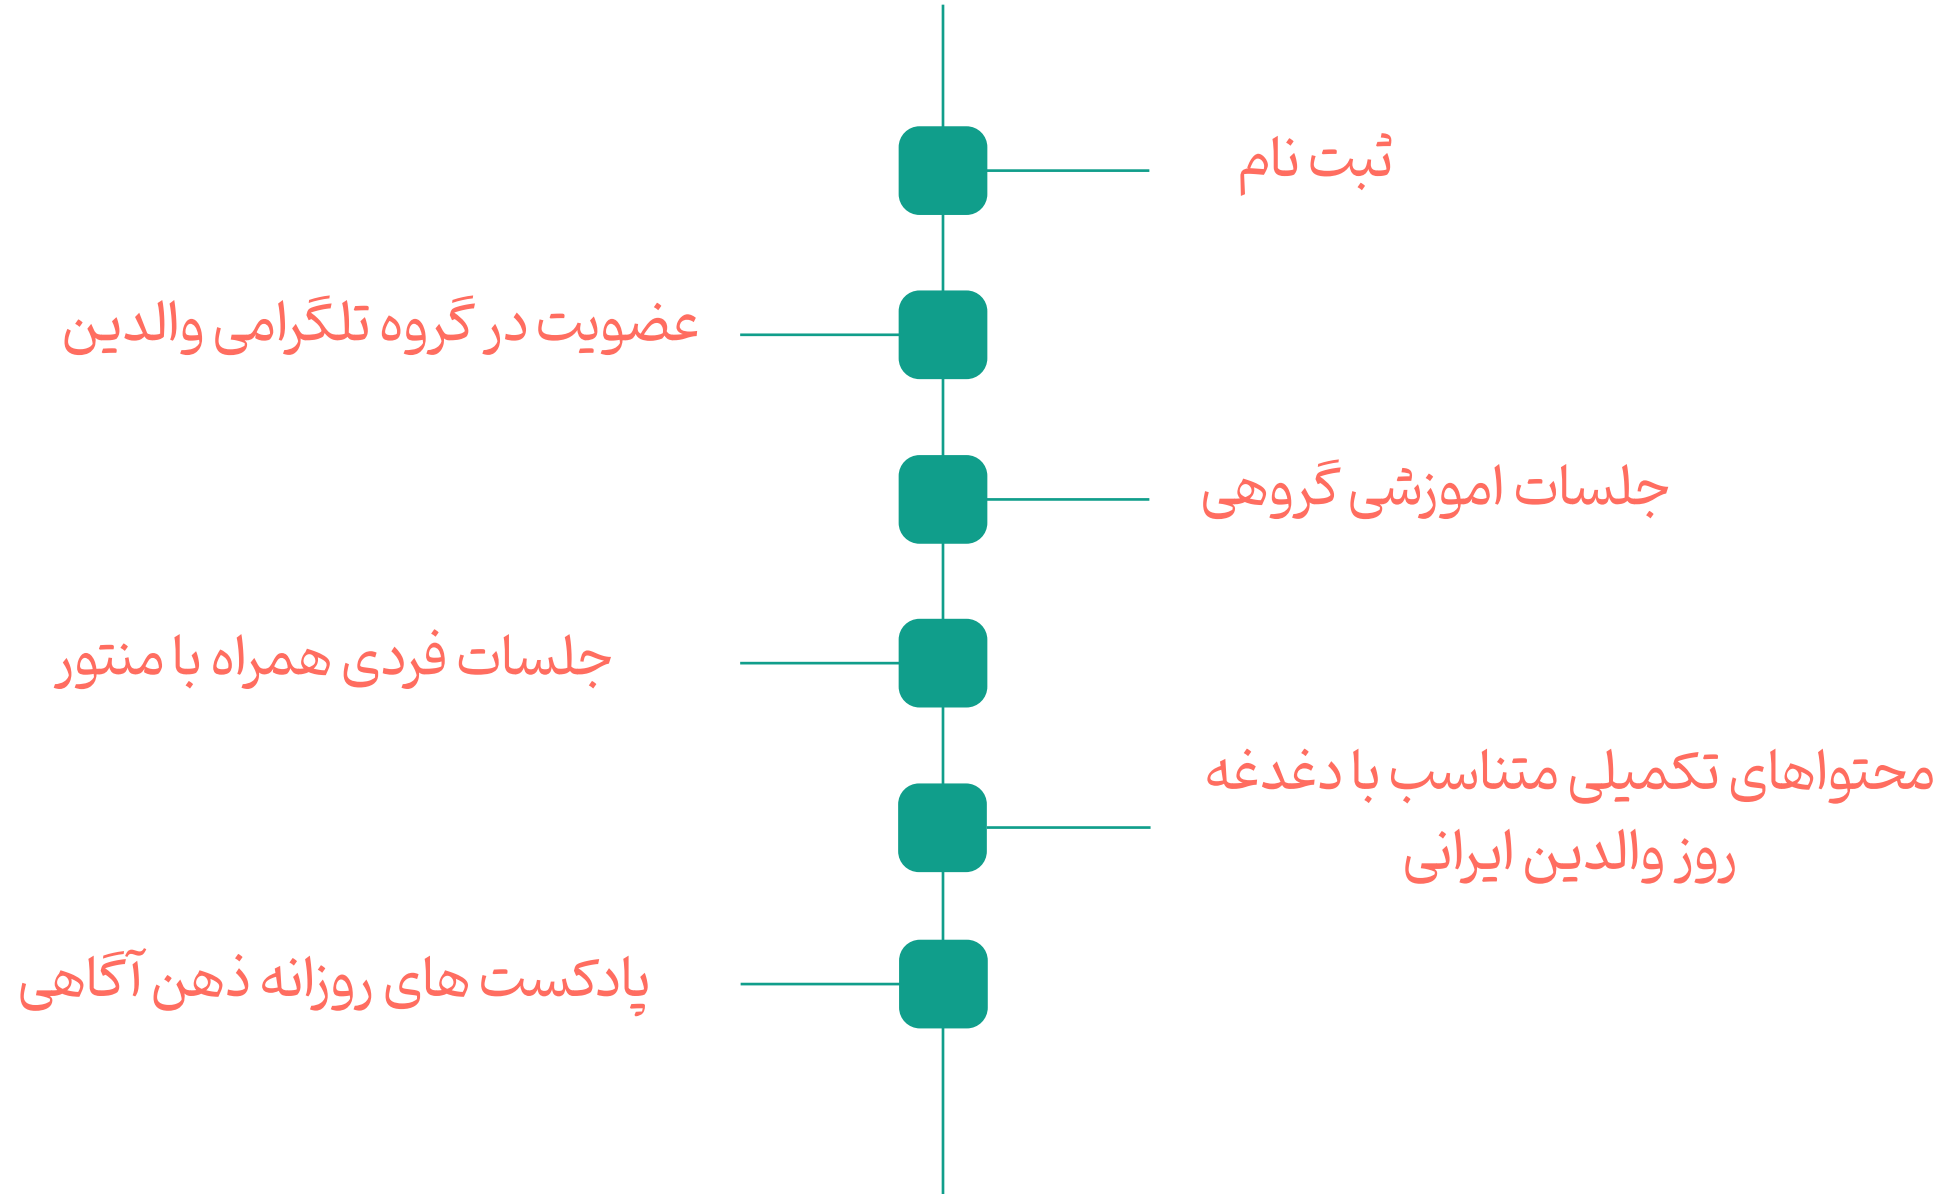 ثبت نام
عضویت در گروه تلگرامی والدین
جلسات اموزشی گروهی
جلسات فردی همراه با منتور
محتواهای تکمیلی متناسب با دغدغه
روز والدین ایرانی
پادکست های روزانه ذهن آگاهی